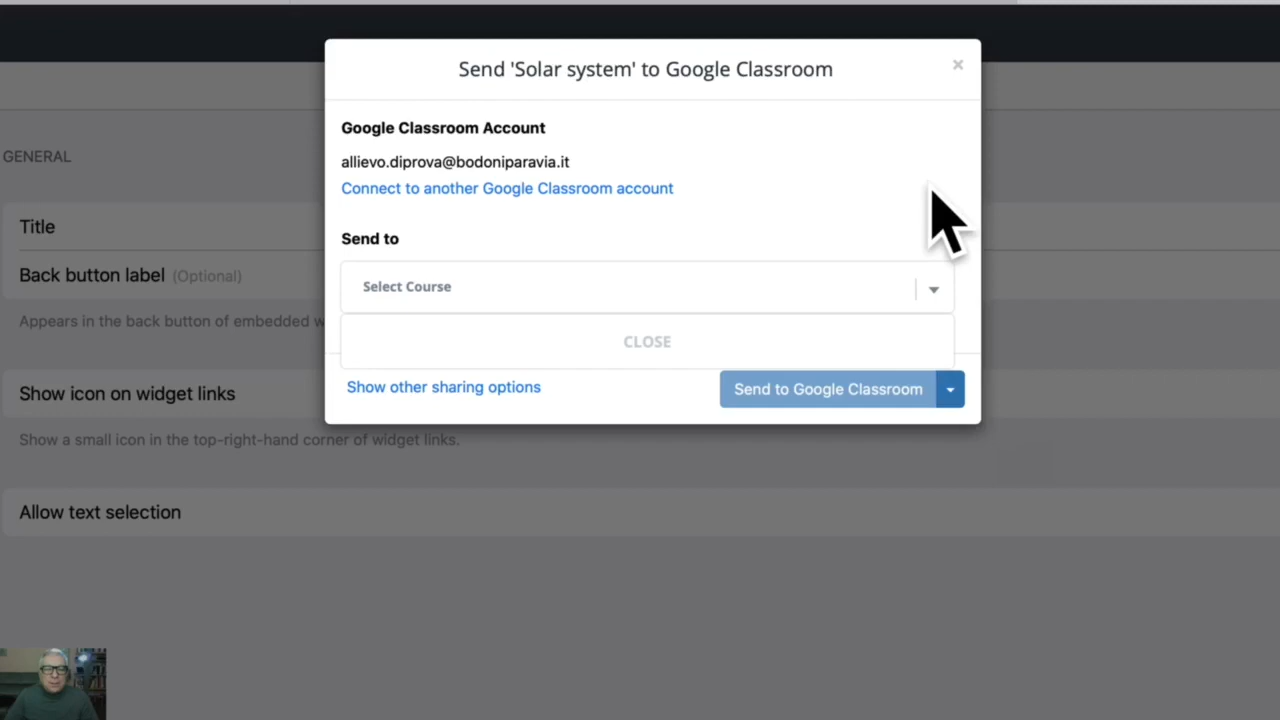 Send 'Solar system' to Google Classroom
×
Google Classroom Account
allievo.diprova@bodoniparavia.it
Connect to another Google Classroom account
Send to
Select Course
CLOSE
Show other sharing options
Send to Google Classroom
GENERAL
Title
Back button label (Optional)
Appears in the back button of embedded w
Show icon on widget links
Show a small icon in the top-right-hand corner of widget links.
Allow text selection